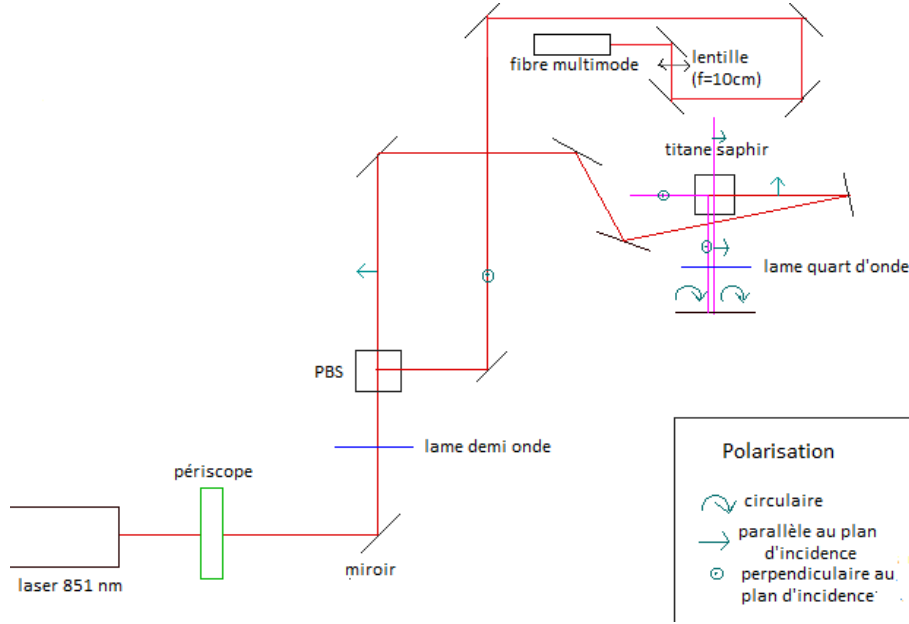 fibre multimode
lentille
(f=10cm)
titane saphir
lame quart d'onde
PBS
lame demi onde
périscope
laser 851 nm
miroir
Polarisation
circulaire
parallèle au plan
d'incidence
perpendiculaire au
plan d'incidence